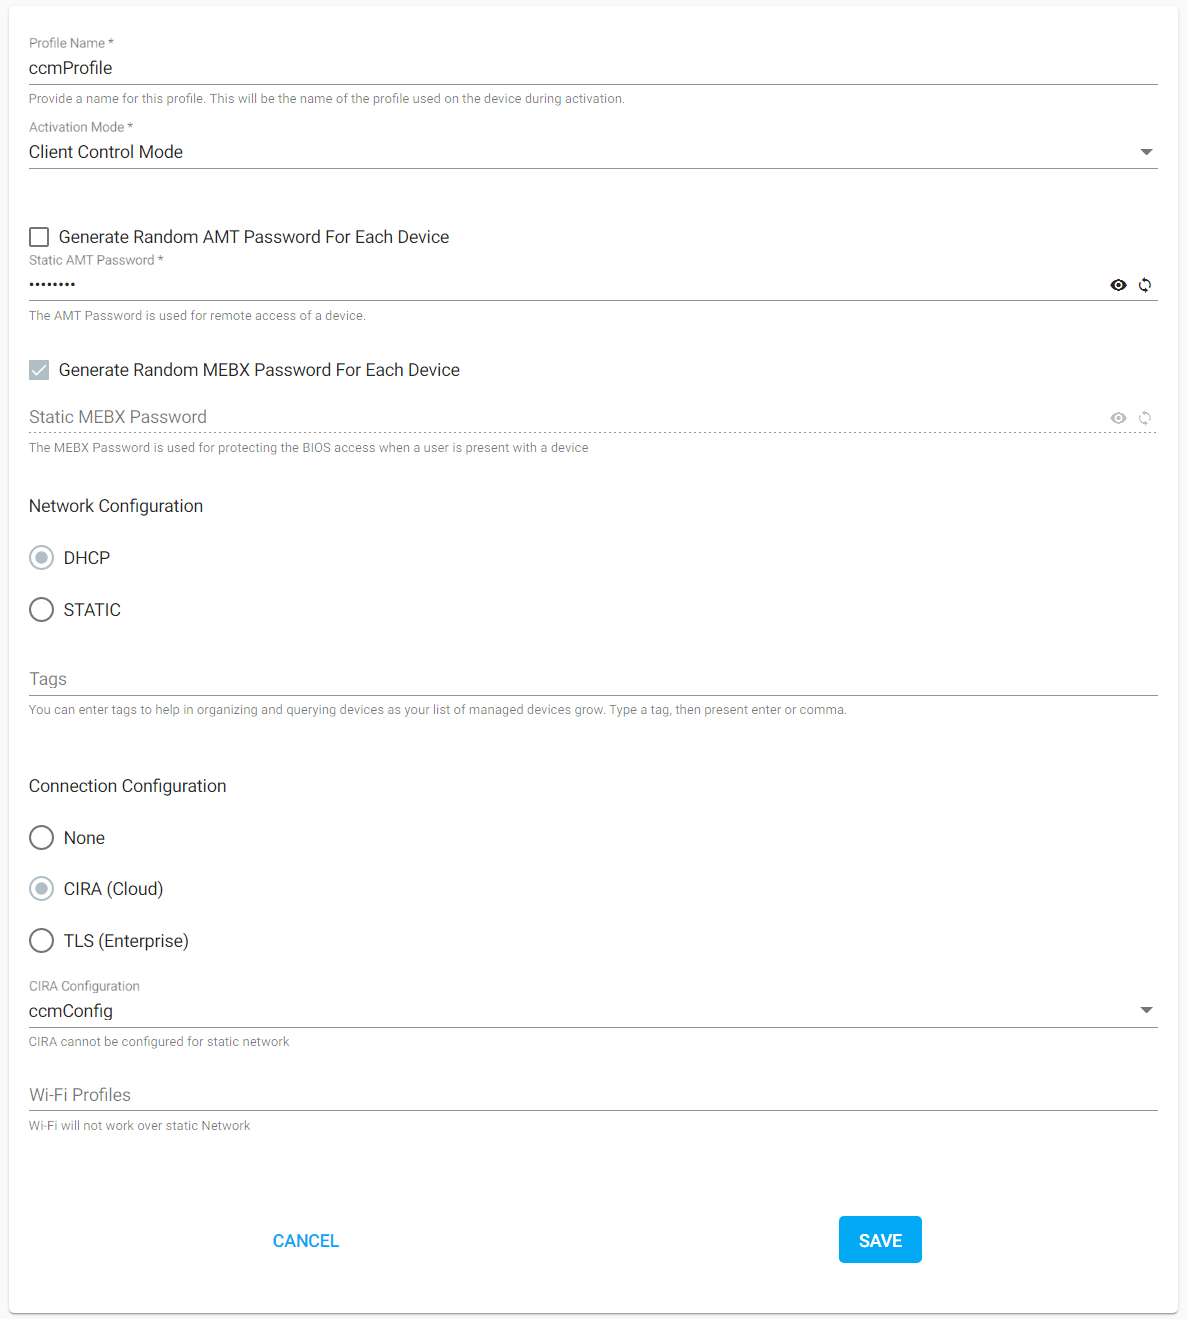 Profile Name *
ccmProfile
Provide a name for this profile. This will be the name of the profile used on the device during activation.
Activation Mode *
Client Control Mode
Generate Random AMT Password For Each Device
Static AMT Password *
••••••••
The AMT Password is used for remote access of a device.
Generate Random MEBX Password For Each Device
Static MEBX Password
The MEBX Password is used for protecting the BIOS access when a user is present with a device
Network Configuration
DHCP
STATIC
Tags
You can enter tags to help in organizing and querying devices as your list of managed devices grow. Type a tag, then present enter or comma.
Connection Configuration
None
CIRA (Cloud)
TLS (Enterprise)
CIRA Configuration
ccmConfig
CIRA cannot be configured for static network
Wi-Fi Profiles
Wi-Fi will not work over static Network
CANCEL
SAVE